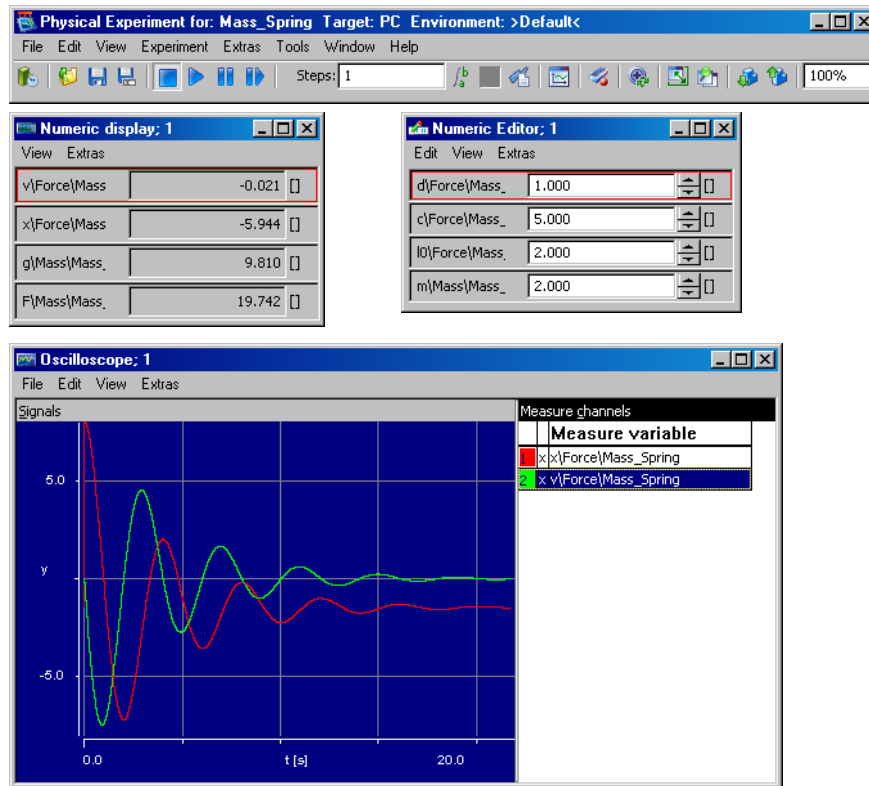 Physical Experiment for: Mass_Spring Target: PC Environment: >Default<
File Edit View Experiment Extras Tools Window Help
Steps: 1 100%
Numeric display; 1
View Extras
v\Force\Mass -0.021 []
x\Force\Mass -5.944 []
g\Mass\Mass_ 9.810 []
F\Mass\Mass_ 19.742 []
Numeric Editor; 1
Edit View Extras
d\Force\Mass_ 1.000 []
c\Force\Mass_ 5.000 []
l0\Force\Mass_ 2.000 []
m\Mass\Mass_ 2.000 []
Oscilloscope; 1
File Edit View Extras
Signals
5.0
y
-5.0
0.0 t [s] 20.0
Measure channels
Measure variable
1 x x\Force\Mass_Spring
2 x v\Force\Mass_Spring